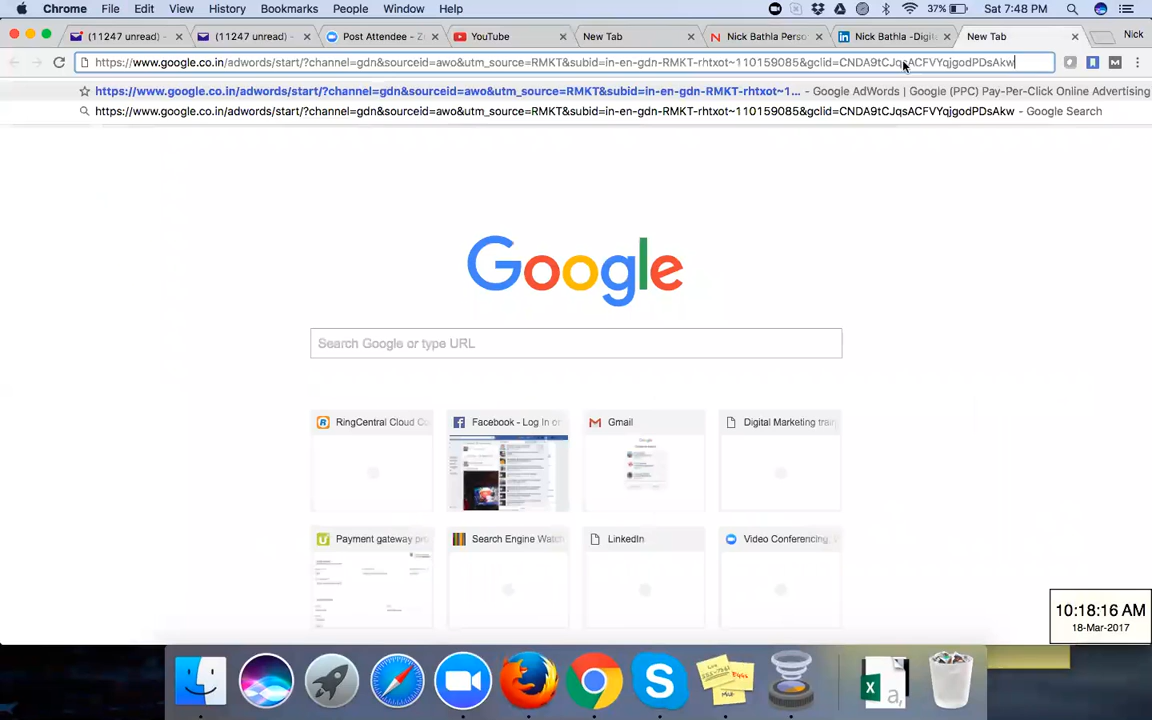 Chrome File Edit View History Bookmarks People Window Help 37% Sat 7:48 PM
(11247 unread) - (11247 unread) - Post Attendee - Z YouTube New Tab Nick Bathla Perso Nick Bathla -Digita New Tab Nick
https://www.google.co.in/adwords/start/?channel=gdn&sourceid=awo&utm_source=RMKT&subid=in-en-gdn-RMKT-rhtxot~110159085&gclid=CNDA9tCJqsACFVYqjgodPDsAkw
https://www.google.co.in/adwords/start/?channel=gdn&sourceid=awo&utm_source=RMKT&subid=in-en-gdn-RMKT-rhtxot~1... - Google AdWords | Google (PPC) Pay-Per-Click Online Advertising
https://www.google.co.in/adwords/start/?channel=gdn&sourceid=awo&utm_source=RMKT&subid=in-en-gdn-RMKT-rhtxot~110159085&gclid=CNDA9tCJqsACFVYqjgodPDsAkw - Google Search
Google
Search Google or type URL
RingCentral Cloud Co Facebook - Log In or Gmail Digital Marketing train
Payment gateway pro Search Engine Watch LinkedIn Video Conferencing,
10:18:16 AM
18-Mar-2017